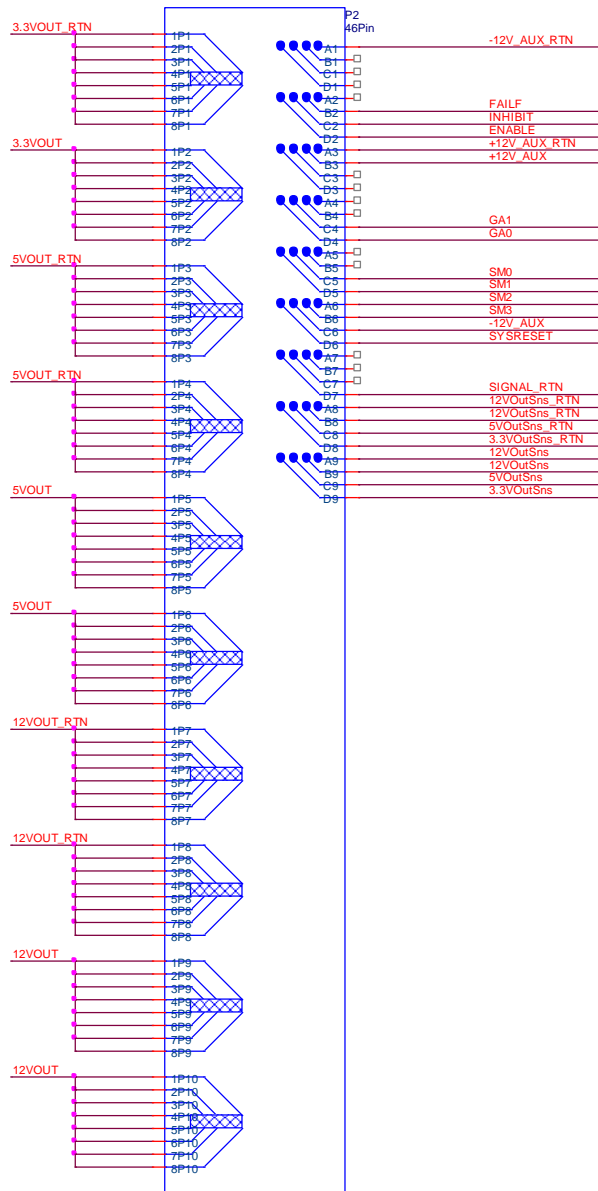 P2
46Pin
3.3VOUT_RTN
1P1
2P1
3P1
4P1
5P1
6P1
7P1
8P1
3.3VOUT
1P2
2P2
3P2
4P2
5P2
6P2
7P2
8P2
5VOUT_RTN
1P3
2P3
3P3
4P3
5P3
6P3
7P3
8P3
5VOUT_RTN
1P4
2P4
3P4
4P4
5P4
6P4
7P4
8P4
5VOUT
1P5
2P5
3P5
4P5
5P5
6P5
7P5
8P5
5VOUT
1P6
2P6
3P6
4P6
5P6
6P6
7P6
8P6
12VOUT_RTN
1P7
2P7
3P7
4P7
5P7
6P7
7P7
8P7
12VOUT_RTN
1P8
2P8
3P8
4P8
5P8
6P8
7P8
8P8
12VOUT
1P9
2P9
3P9
4P9
5P9
6P9
7P9
8P9
12VOUT
1P10
2P10
3P10
4P10
5P10
6P10
7P10
8P10
A1 -12V_AUX_RTN
B1
C1
D1
A2
B2 FAILF
C2 INHIBIT
D2 ENABLE
A3 +12V_AUX_RTN
B3 +12V_AUX
C3
D3
A4
B4
C4 GA1
D4 GA0
A5
B5
C5 SM0
D5 SM1
A6 SM2
B6 SM3
C6 -12V_AUX
D6 SYSRESET
A7
B7
C7
D7 SIGNAL_RTN
A8 12VOutSns_RTN
B8 12VOutSns_RTN
C8 5VOutSns_RTN
D8 3.3VOutSns_RTN
A9 12VOutSns
B9 12VOutSns
C9 5VOutSns
D9 3.3VOutSns